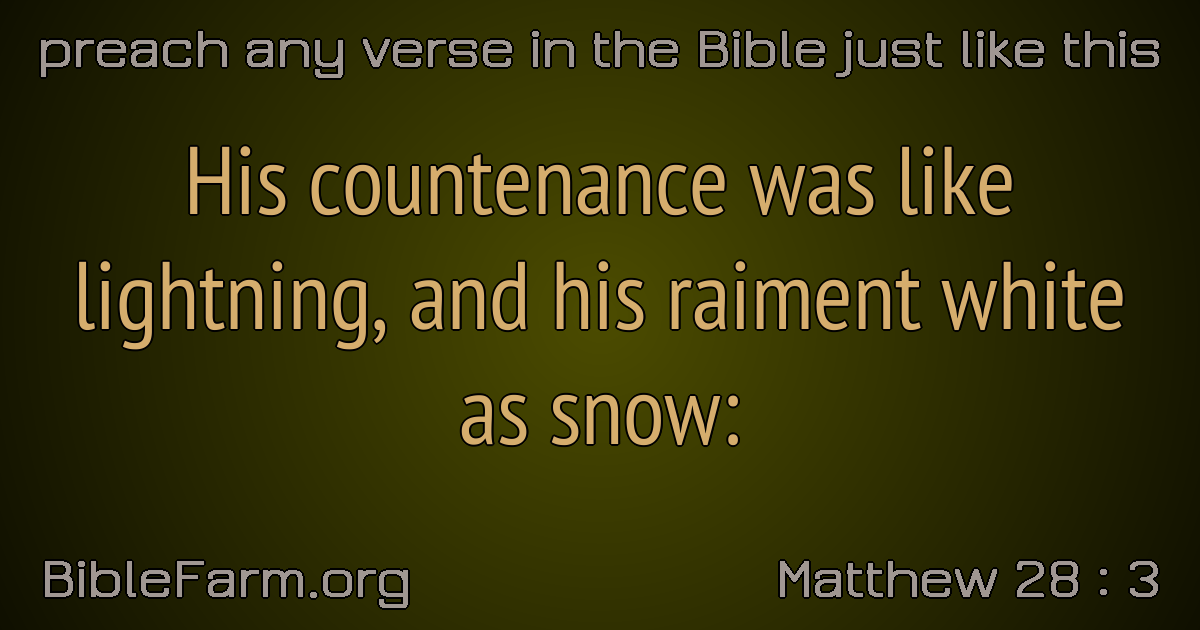 preach any verse in the Bible just like this
His countenance was like
lightning, and his raiment white
as snow:
BibleFarm.org
Matthew 28 : 3